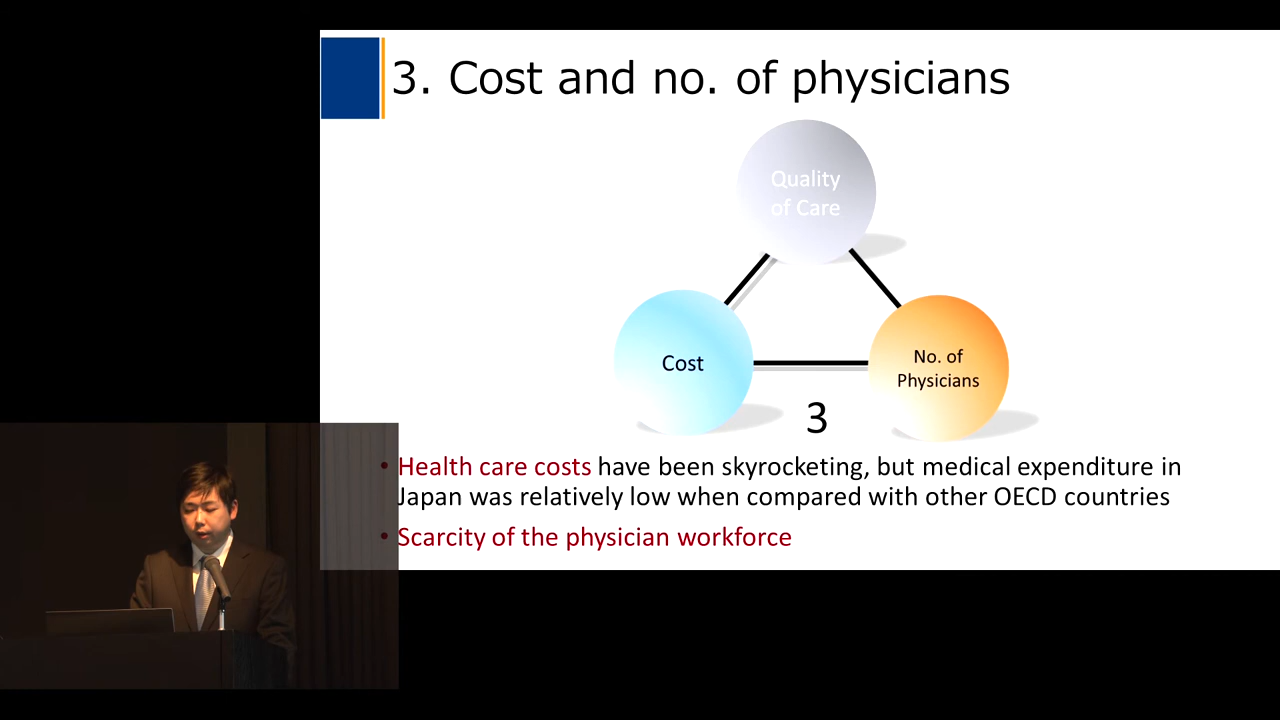 3. Cost and no. of physicians
Quality
of Care
Cost
No. of
Physicians
3
• Health care costs have been skyrocketing, but medical expenditure in
Japan was relatively low when compared with other OECD countries
• Scarcity of the physician workforce